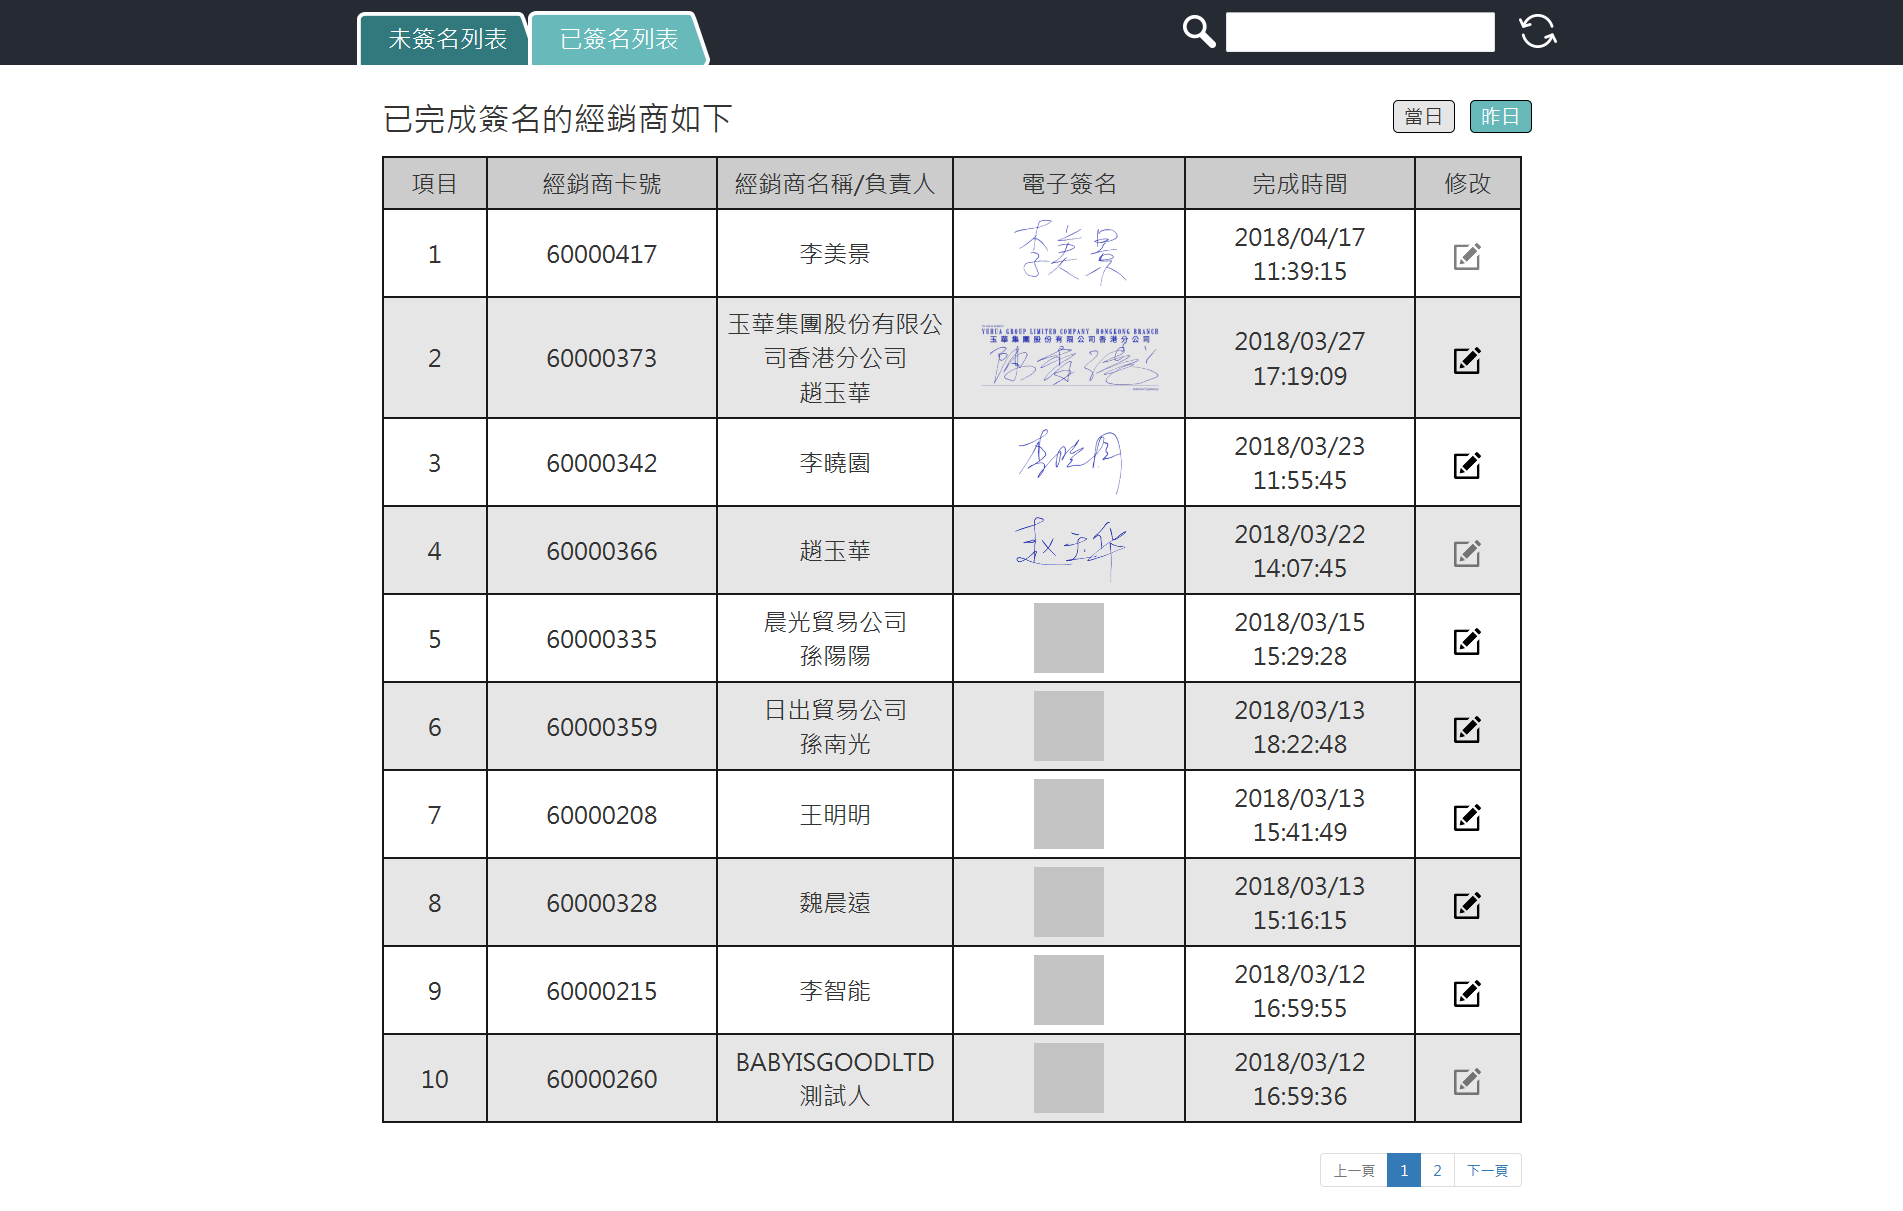 未簽名列表
已簽名列表
已完成簽名的經銷商如下
當日
昨日
項目 經銷商卡號 經銷商名稱/負責人 電子簽名 完成時間 修改
1 60000417 李美景 李美景 2018/04/17
11:39:15
2 60000373 玉華集團股份有限公
司香港分公司
趙玉華
YUHUA GROUP LIMITED COMPANY HONGKONG BRANCH
玉華集團股份有限公司香港分公司
2018/03/27
17:19:09
3 60000342 李曉園 李晓园 2018/03/23
11:55:45
4 60000366 趙玉華 赵玉华 2018/03/22
14:07:45
5 60000335 晨光貿易公司
孫陽陽
2018/03/15
15:29:28
6 60000359 日出貿易公司
孫南光
2018/03/13
18:22:48
7 60000208 王明明 2018/03/13
15:41:49
8 60000328 魏晨遠 2018/03/13
15:16:15
9 60000215 李智能 2018/03/12
16:59:55
10 60000260 BABYISGOODLTD
測試人
2018/03/12
16:59:36
上一頁 1 2 下一頁